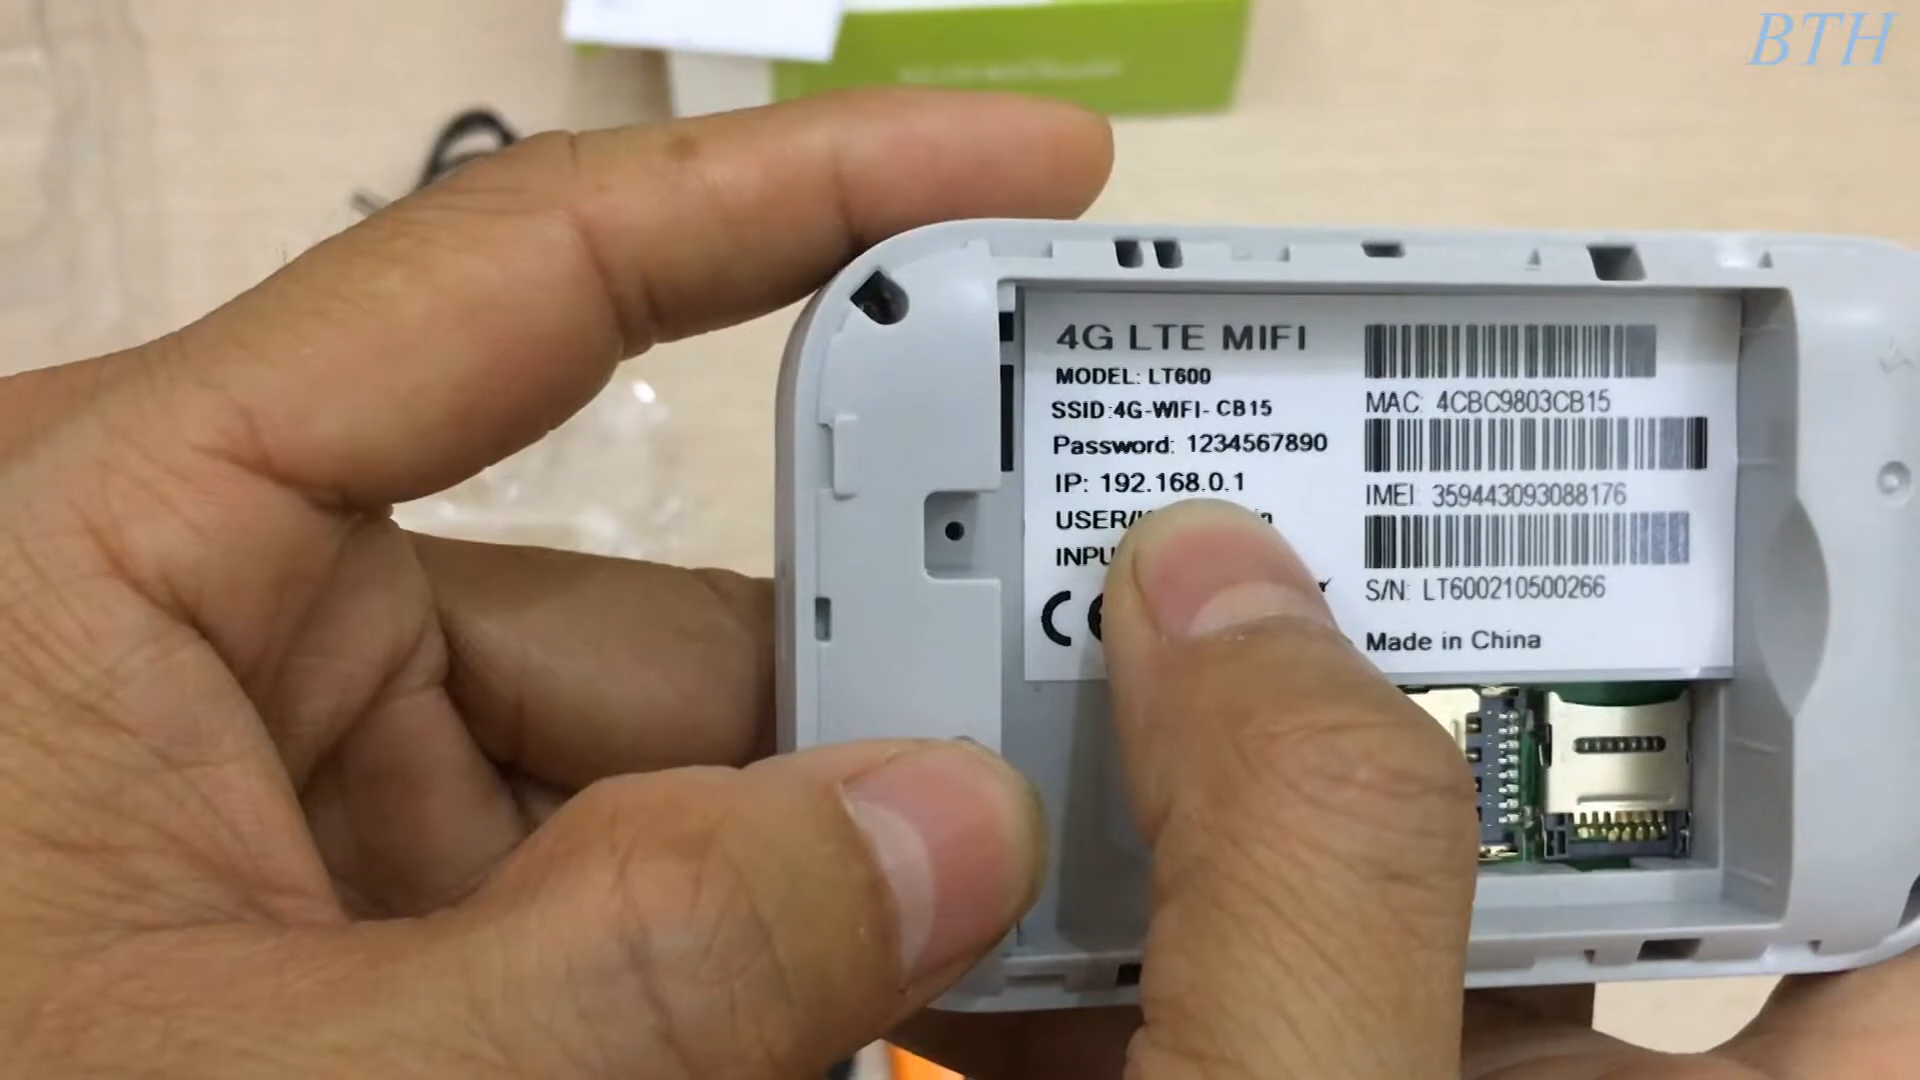 BTH
4G LTE MIFI
MODEL: LT600
SSID:4G-WIFI- CB15
Password: 1234567890
IP: 192.168.0.1
MAC: 4CBC9803CB15
IMEI: 359443093088176
S/N: LT600210500266
Made in China